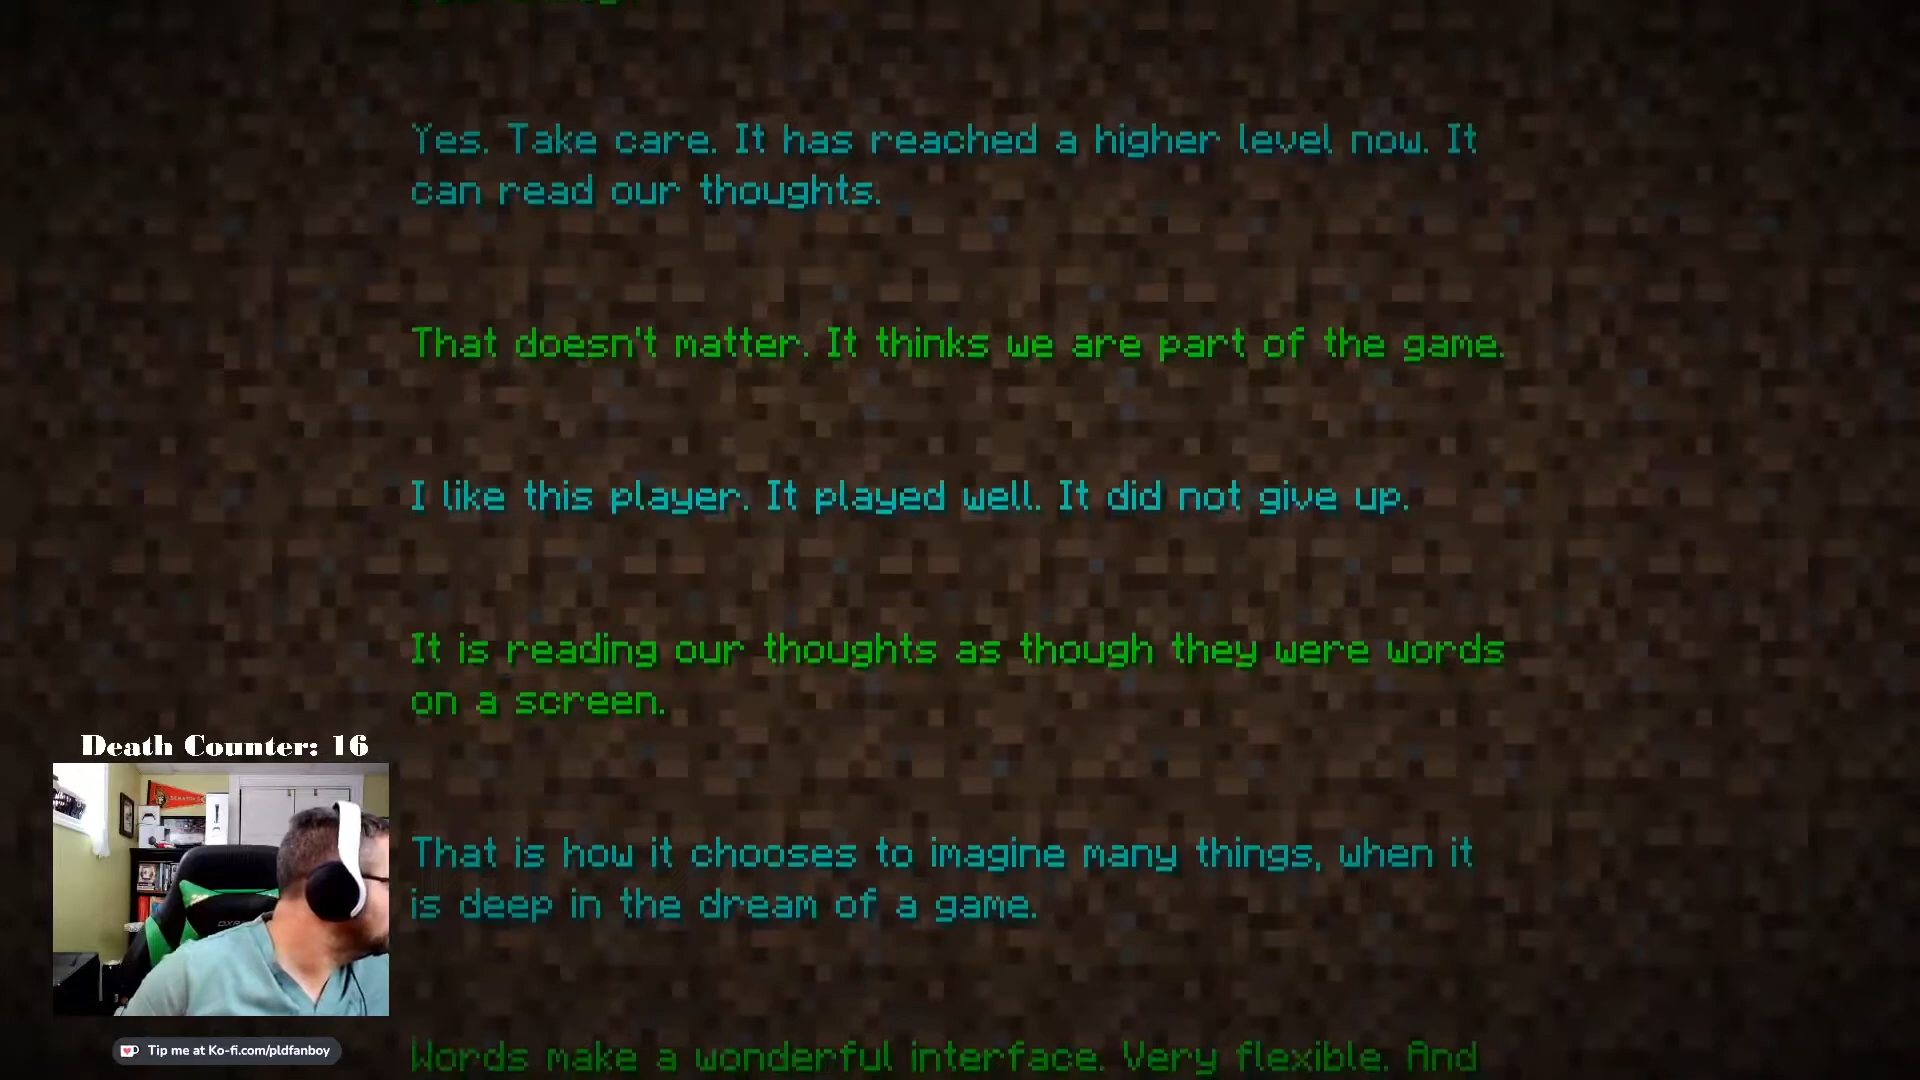 Yes. Take care. It has reached a higher level now. It
can read our thoughts.
That doesn't matter. It thinks we are part of the game.
I like this player. It played well. It did not give up.
It is reading our thoughts as though they were words
on a screen.
That is how it chooses to imagine many things, when it
is deep in the dream of a game.
Words make a wonderful interface. Very flexible. And
Death Counter: 16
Tip me at Ko-fi.com/pldfanboy